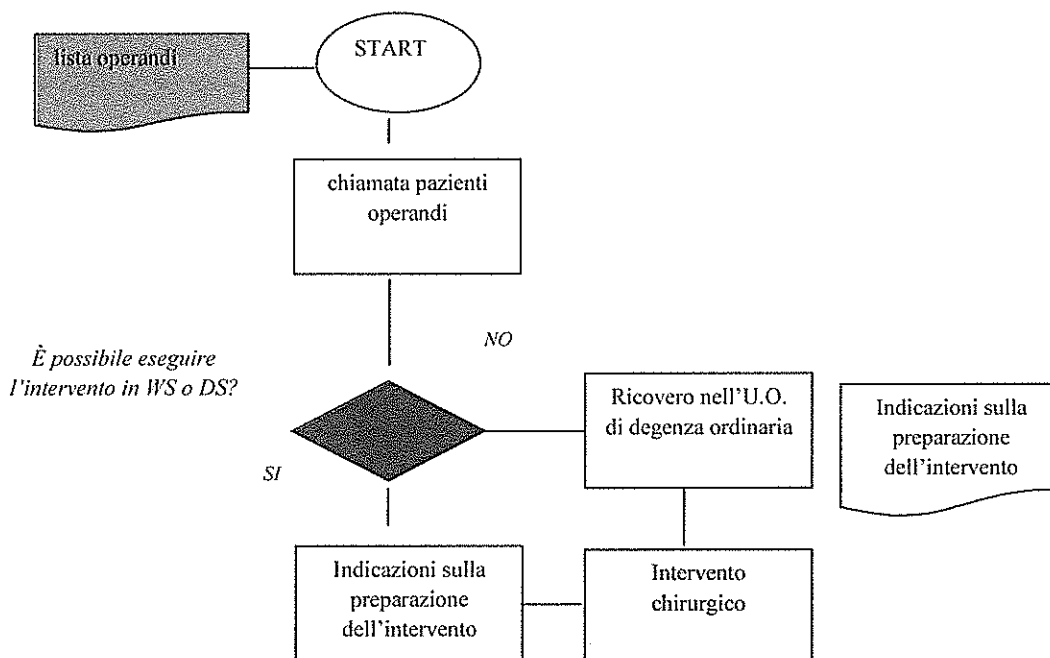 lista operandi
START
chiamata pazienti
operandi
NO
È possibile eseguire
l'intervento in WS o DS?
Ricovero nell'U.O.
di degenza ordinaria
Indicazioni sulla
preparazione
dell'intervento
SI
Indicazioni sulla
preparazione
dell'intervento
Intervento
chirurgico